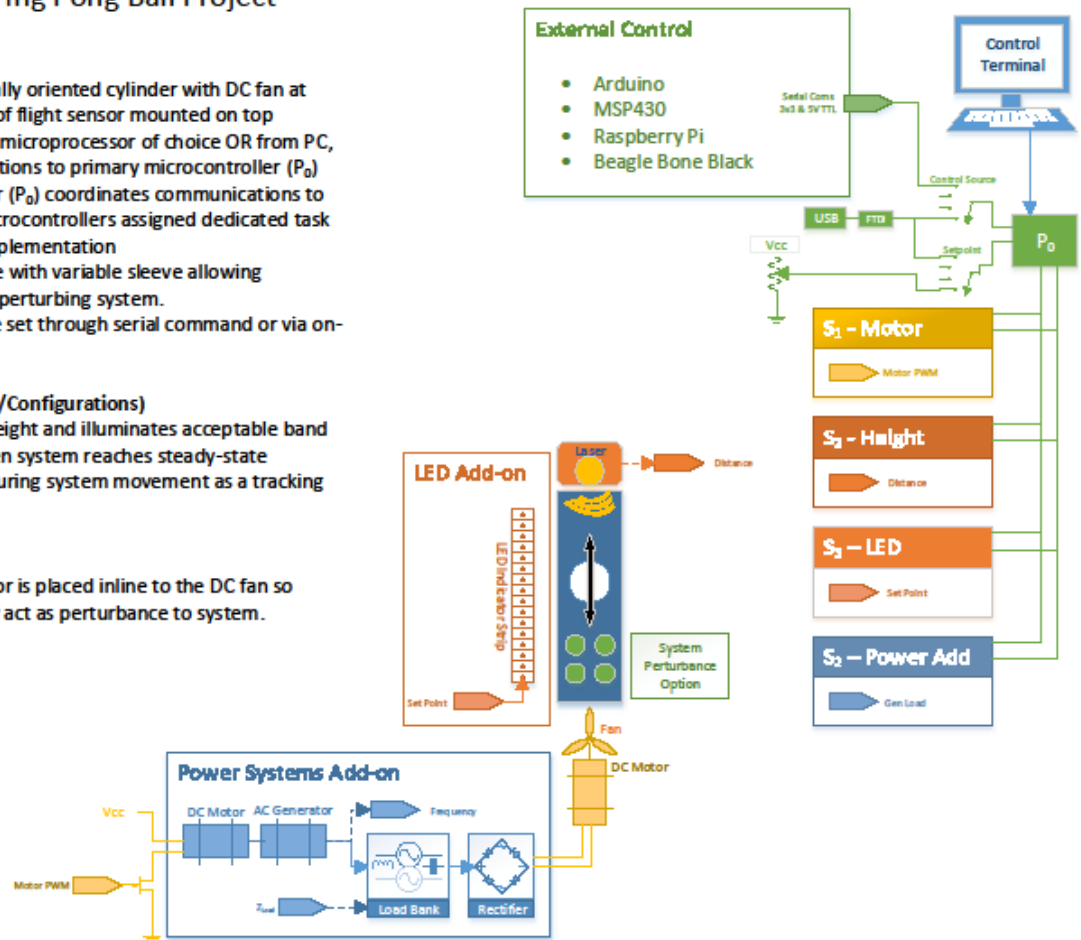 ing Pong Ball Project
lly oriented cylinder with DC fan at
of flight sensor mounted on top
microprocessor of choice OR from PC,
tions to primary microcontroller (P₀)
r (P₀) coordinates communications to
crocontrollers assigned dedicated task
plementation
e with variable sleeve allowing
perturbing system.
e set through serial command or via on-
/Configurations)
eight and illuminates acceptable band
en system reaches steady-state
uring system movement as a tracking
or is placed inline to the DC fan so
act as perturbance to system.
External Control
• Arduino
• MSP430
• Raspberry Pi
• Beagle Bone Black
Serial Coms
3v3 & 5V TTL
Control
Terminal
Control Source
USB
FTDI
Setpoint
Vcc
P₀
S₁ - Motor
Motor PWM
S₂ - Height
Distance
S₃ – LED
Set Point
S₂ – Power Add
Gen Load
LED Add-on
LED Indicator Strip
Set Point
Laser
Distance
System
Perturbance
Option
Fan
DC Motor
Power Systems Add-on
Vcc
DC Motor
AC Generator
Frequency
Motor PWM
Z Load
Load Bank
Rectifier